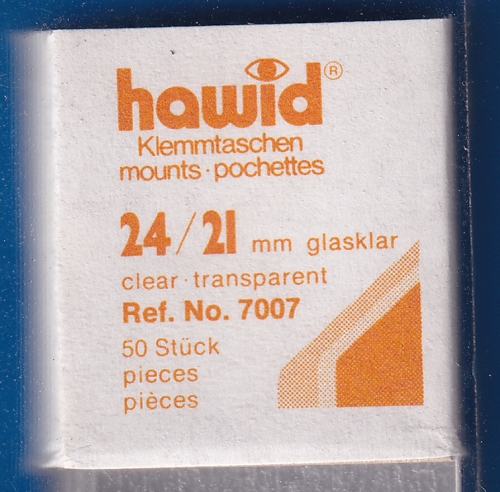 hawid®
Klemmtaschen
mounts · pochettes
24/21 mm glasklar
clear · transparent
Ref. No. 7007
50 Stück
pieces
pièces